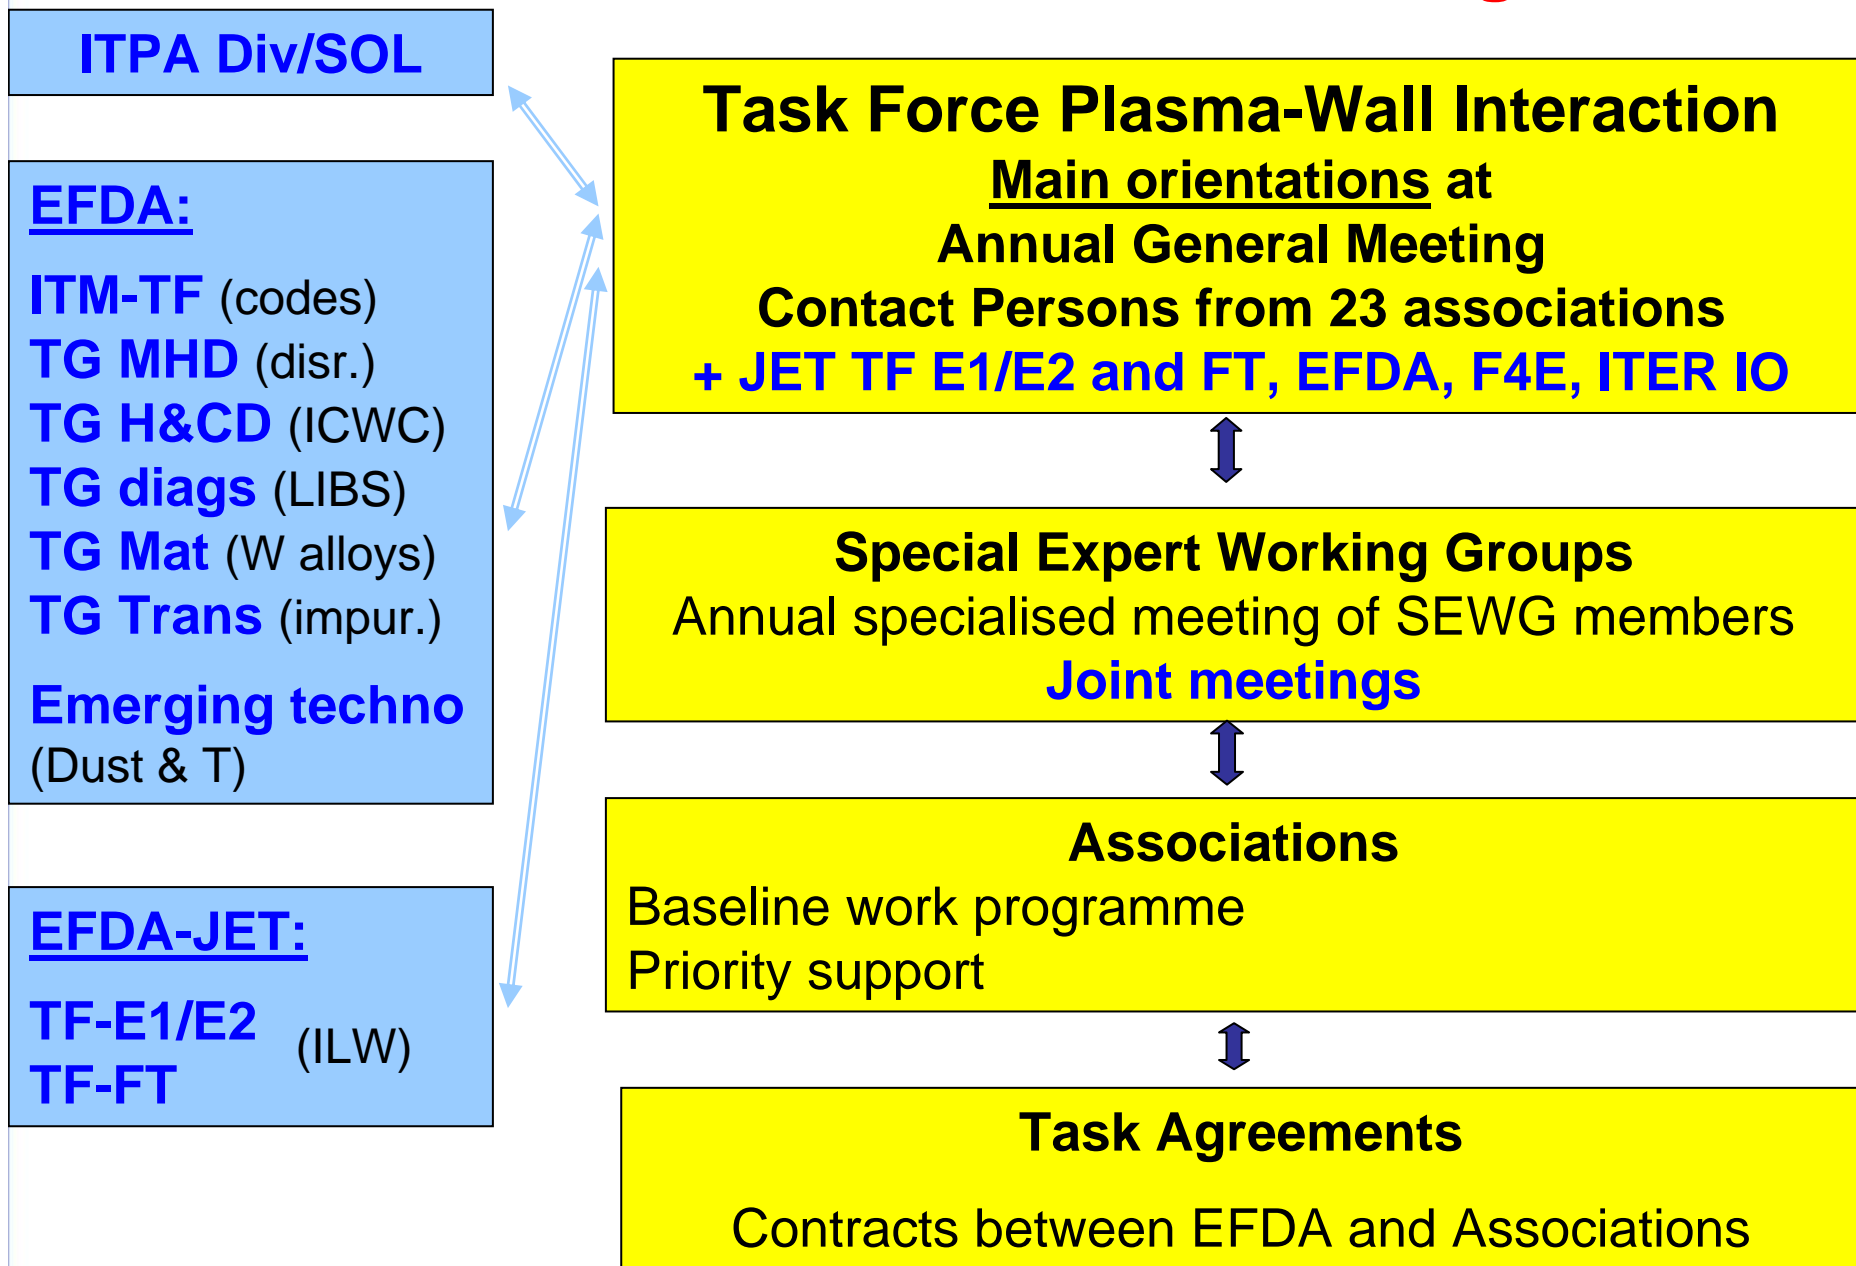 ITPA Div/SOL
EFDA:
ITM-TF (codes)
TG MHD (disr.)
TG H&CD (ICWC)
TG diags (LIBS)
TG Mat (W alloys)
TG Trans (impur.)
Emerging techno
(Dust & T)
EFDA-JET:
TF-E1/E2 (ILW)
TF-FT
Task Force Plasma-Wall Interaction
Main orientations at
Annual General Meeting
Contact Persons from 23 associations
+ JET TF E1/E2 and FT, EFDA, F4E, ITER IO
Special Expert Working Groups
Annual specialised meeting of SEWG members
Joint meetings
Associations
Baseline work programme
Priority support
Task Agreements
Contracts between EFDA and Associations